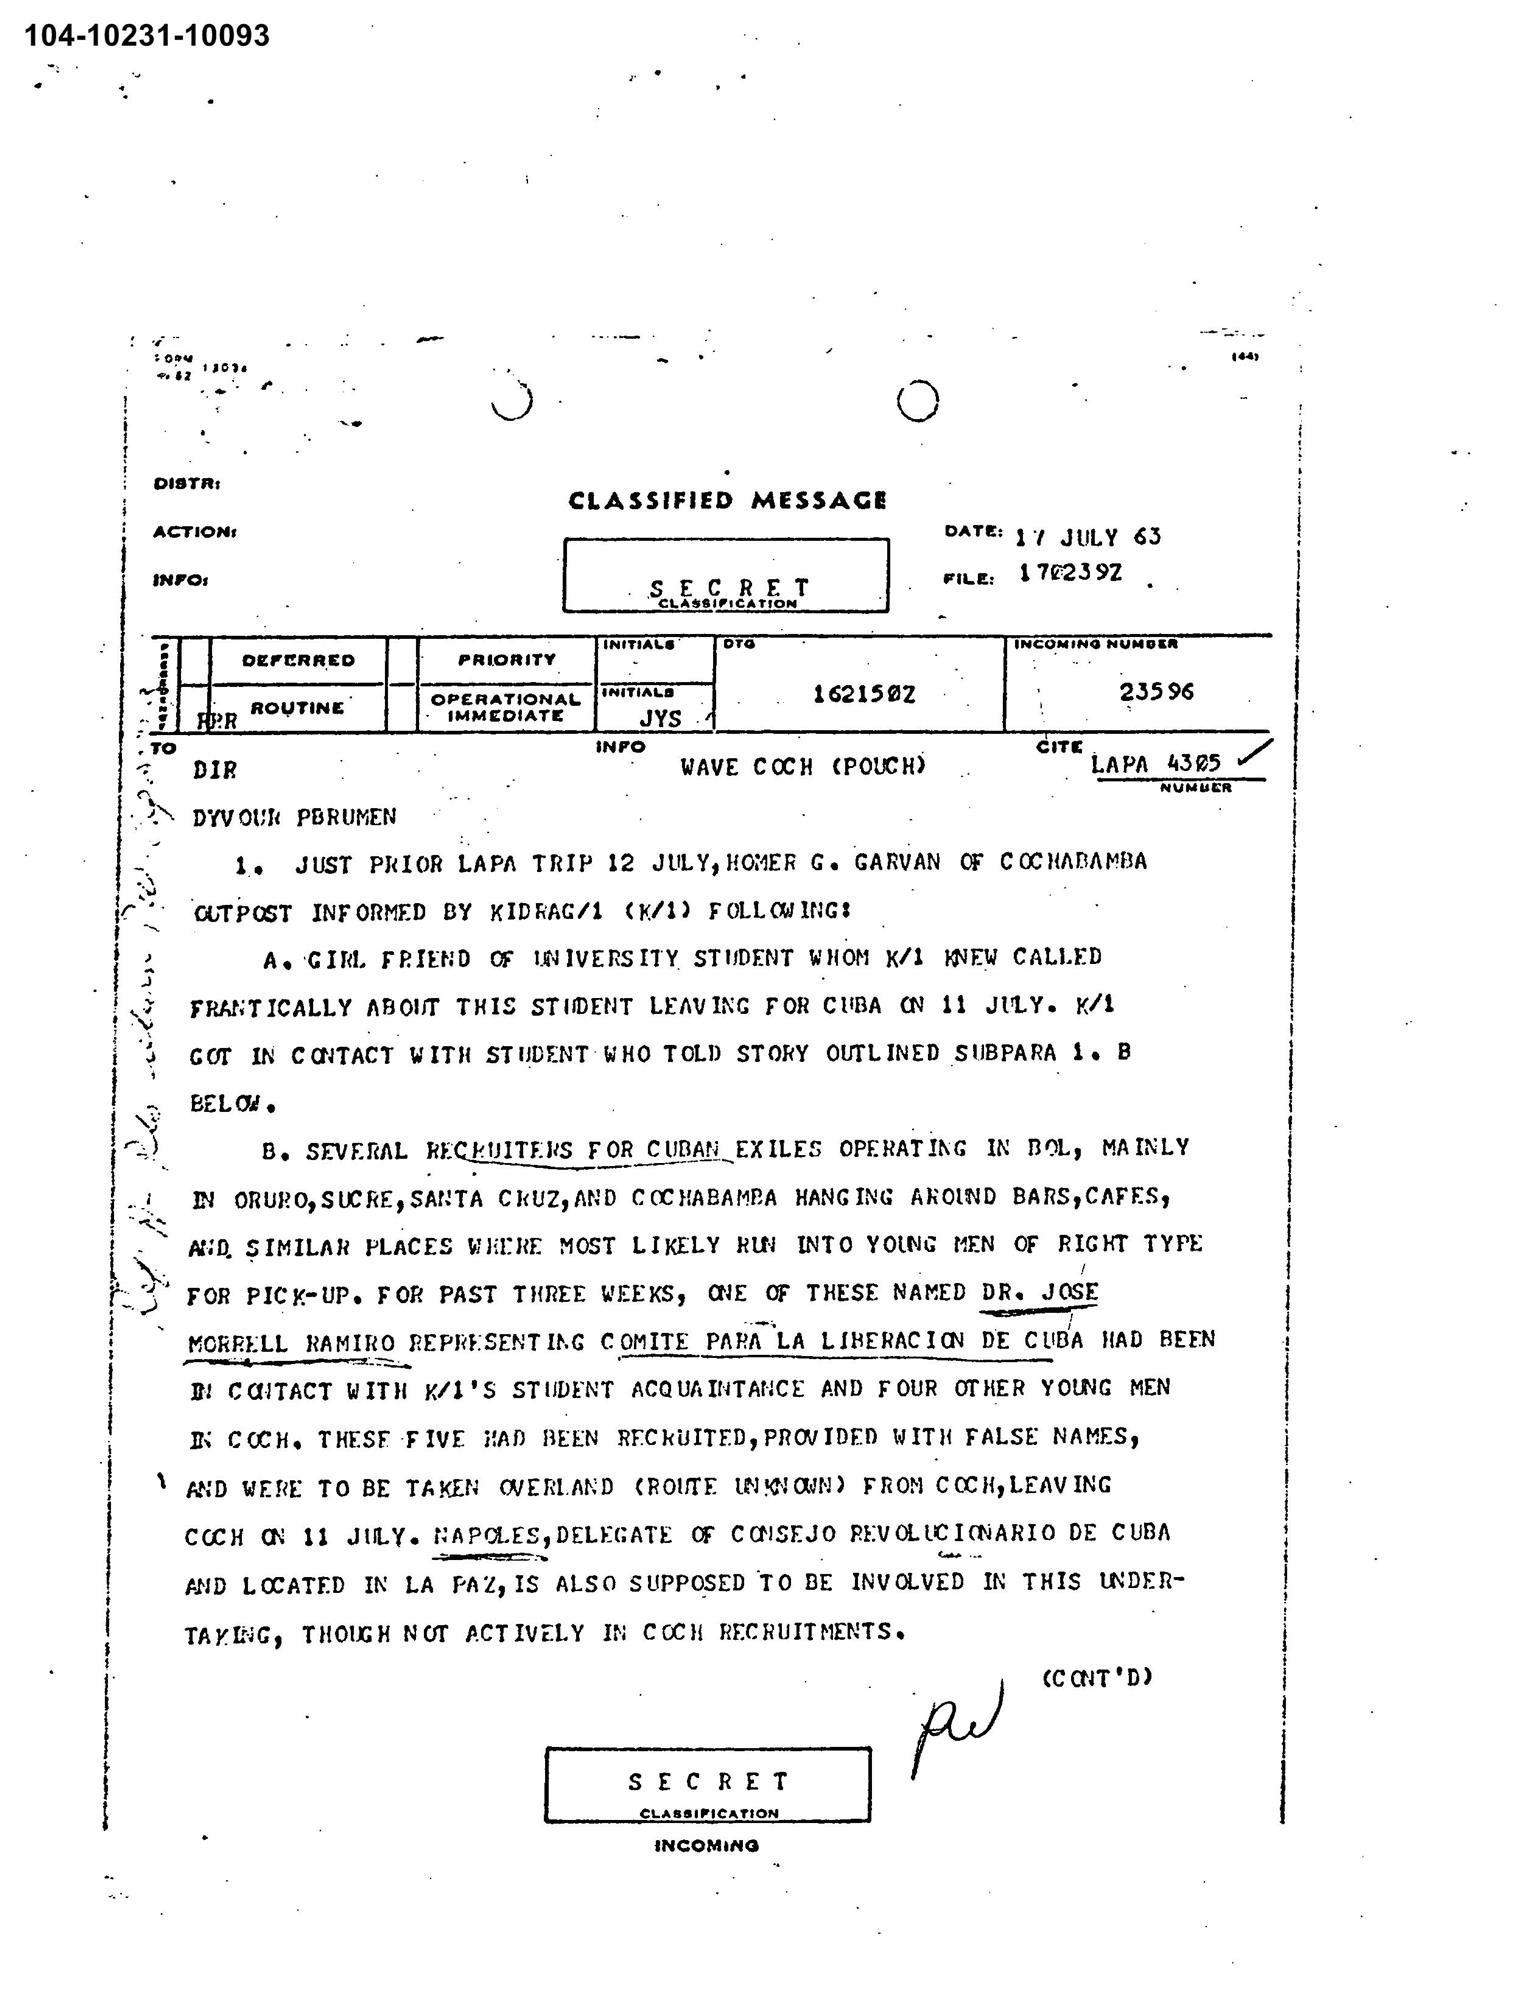 104-10231-10093
(44)
DISTR:
CLASSIFIED MESSAGE
ACTION:
DATE: 17 JULY 63
INFO:
SECRET
CLASSIFICATION
FILE: 170239Z
DEFERRED PRIORITY INITIALS DTG INCOMING NUMBER
ROUTINE OPERATIONAL IMMEDIATE INITIALS JYS 162150Z 23596
RRR
TO INFO CITE
DIR WAVE COCH (POUCH) LAPA 4305
NUMBER
DYVOUR PBRUMEN
1. JUST PRIOR LAPA TRIP 12 JULY, HOMER G. GARVAN OF COCHABAMBA
OUTPOST INFORMED BY KIDRAG/1 (K/1) FOLLOWING:
A. GIRL FRIEND OF UNIVERSITY STUDENT WHOM K/1 KNEW CALLED
FRANTICALLY ABOUT THIS STUDENT LEAVING FOR CUBA ON 11 JULY. K/1
GOT IN CONTACT WITH STUDENT WHO TOLD STORY OUTLINED SUBPARA 1. B
BELOW.
B. SEVERAL RECRUITERS FOR CUBAN EXILES OPERATING IN BOL, MAINLY
IN ORURO, SUCRE, SANTA CRUZ, AND COCHABAMBA HANGING AROUND BARS, CAFES,
AND SIMILAR PLACES WHERE MOST LIKELY RUN INTO YOUNG MEN OF RIGHT TYPE
FOR PICK-UP. FOR PAST THREE WEEKS, ONE OF THESE NAMED DR. JOSE
MORRELL RAMIRO REPRESENTING COMITE PARA LA LIBERACION DE CUBA HAD BEEN
IN CONTACT WITH K/1'S STUDENT ACQUAINTANCE AND FOUR OTHER YOUNG MEN
IN COCH. THESE FIVE HAD BEEN RECRUITED, PROVIDED WITH FALSE NAMES,
AND WERE TO BE TAKEN OVERLAND (ROUTE UNKNOWN) FROM COCH, LEAVING
COCH ON 11 JULY. NAPOLES, DELEGATE OF CONSEJO REVOLUCIONARIO DE CUBA
AND LOCATED IN LA PAZ, IS ALSO SUPPOSED TO BE INVOLVED IN THIS UNDER-
TAKING, THOUGH NOT ACTIVELY IN COCH RECRUITMENTS.
(CONT'D)
SECRET
CLASSIFICATION
INCOMING